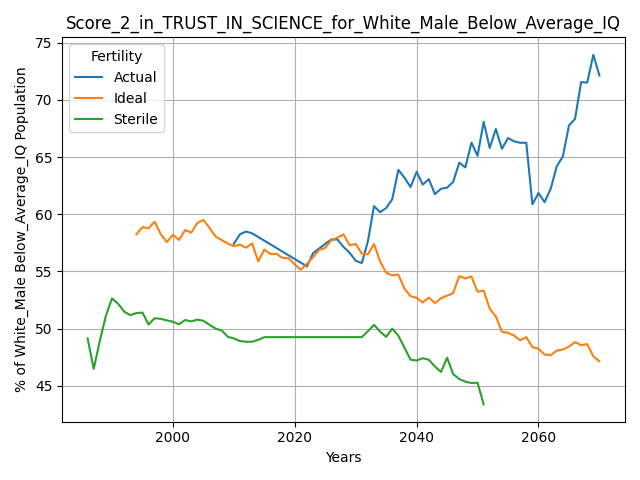 Score_2_in_TRUST_IN_SCIENCE_for_White_Male_Below_Average_IQ
75
70
65
60
55
50
45
% of White_Male Below_Average_IQ Population
Fertility
Actual
Ideal
Sterile
2000
2020
2040
2060
Years